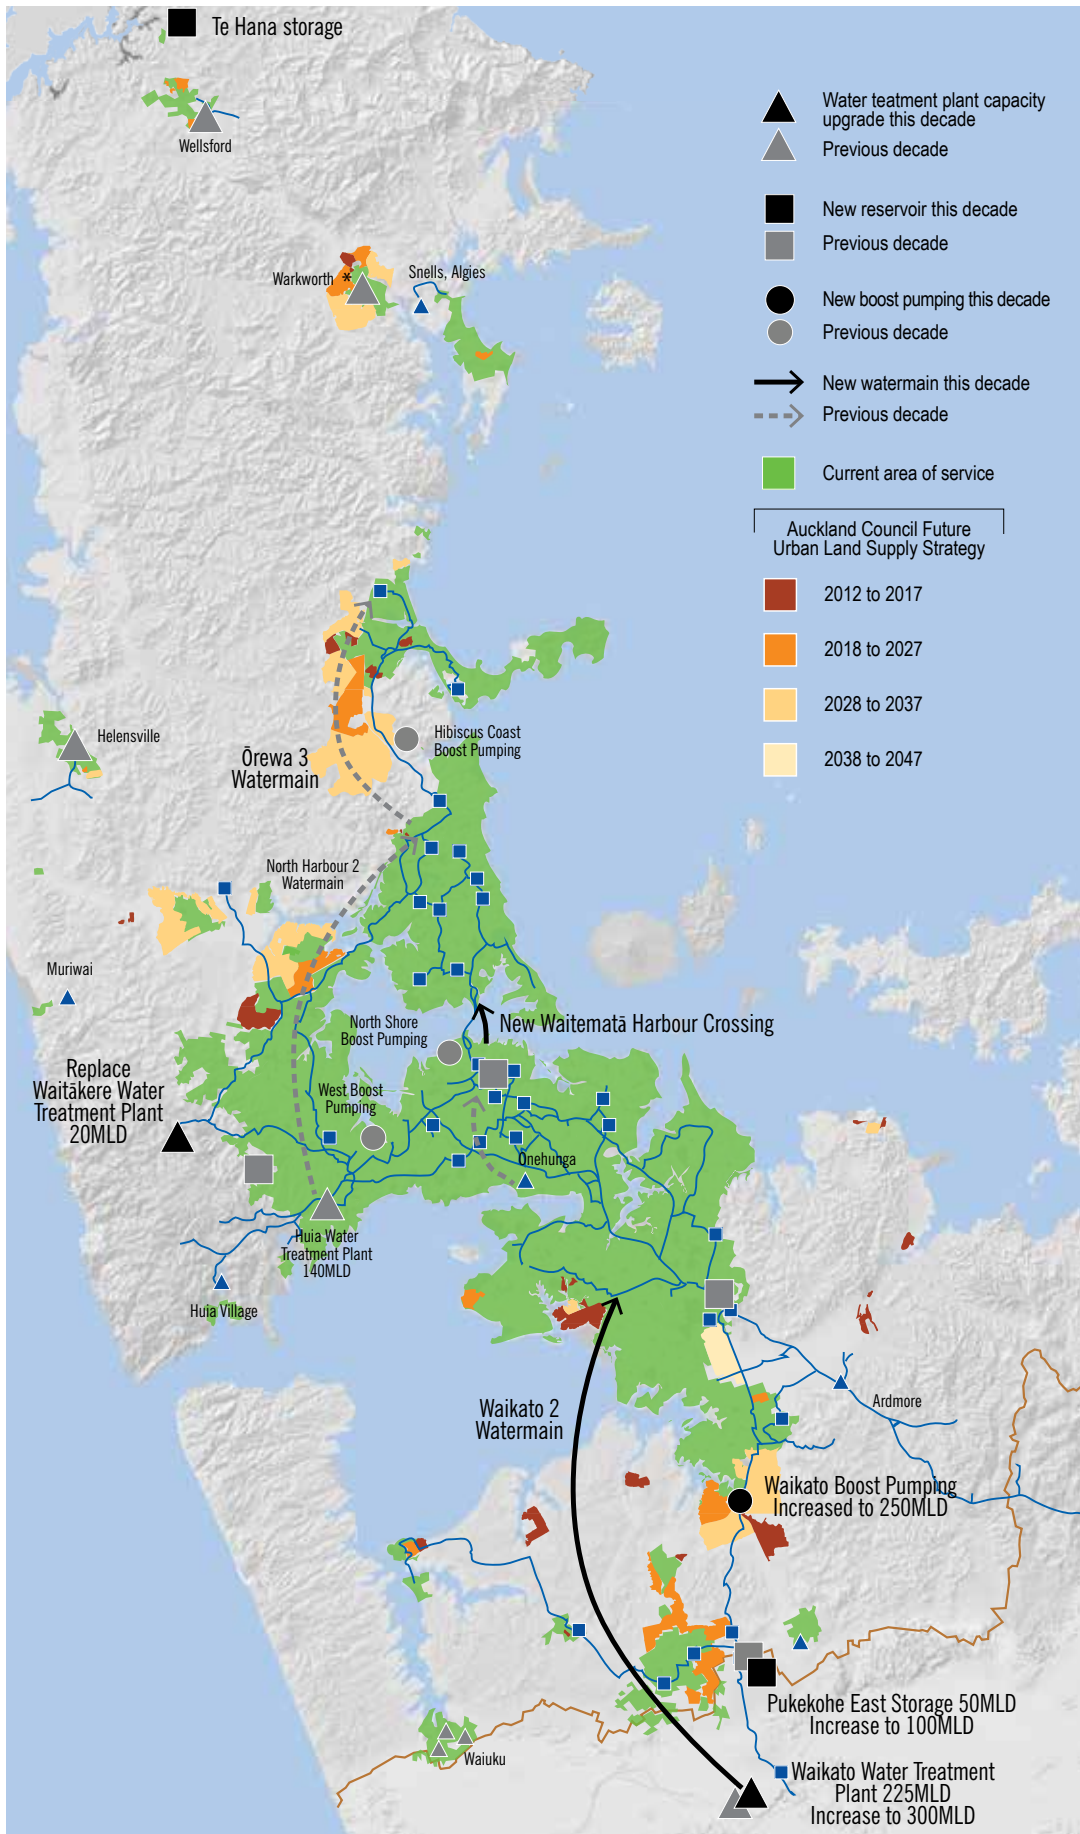 Te Hana storage
Wellsford
Warkworth *
Snells, Algies
Water teatment plant capacity
upgrade this decade
Previous decade
New reservoir this decade
Previous decade
New boost pumping this decade
Previous decade
New watermain this decade
Previous decade
Current area of service
Auckland Council Future
Urban Land Supply Strategy
2012 to 2017
2018 to 2027
2028 to 2037
2038 to 2047
Helensville
Hibiscus Coast
Boost Pumping
Ōrewa 3
Watermain
North Harbour 2
Watermain
Muriwai
North Shore
Boost Pumping
New Waitematā Harbour Crossing
Replace
Waitākere Water
Treatment Plant
20MLD
West Boost
Pumping
Onehunga
Huia Water
Treatment Plant
140MLD
Huia Village
Waikato 2
Watermain
Ardmore
Waikato Boost Pumping
Increased to 250MLD
Pukekohe East Storage 50MLD
Increase to 100MLD
Waiuku
Waikato Water Treatment
Plant 225MLD
Increase to 300MLD